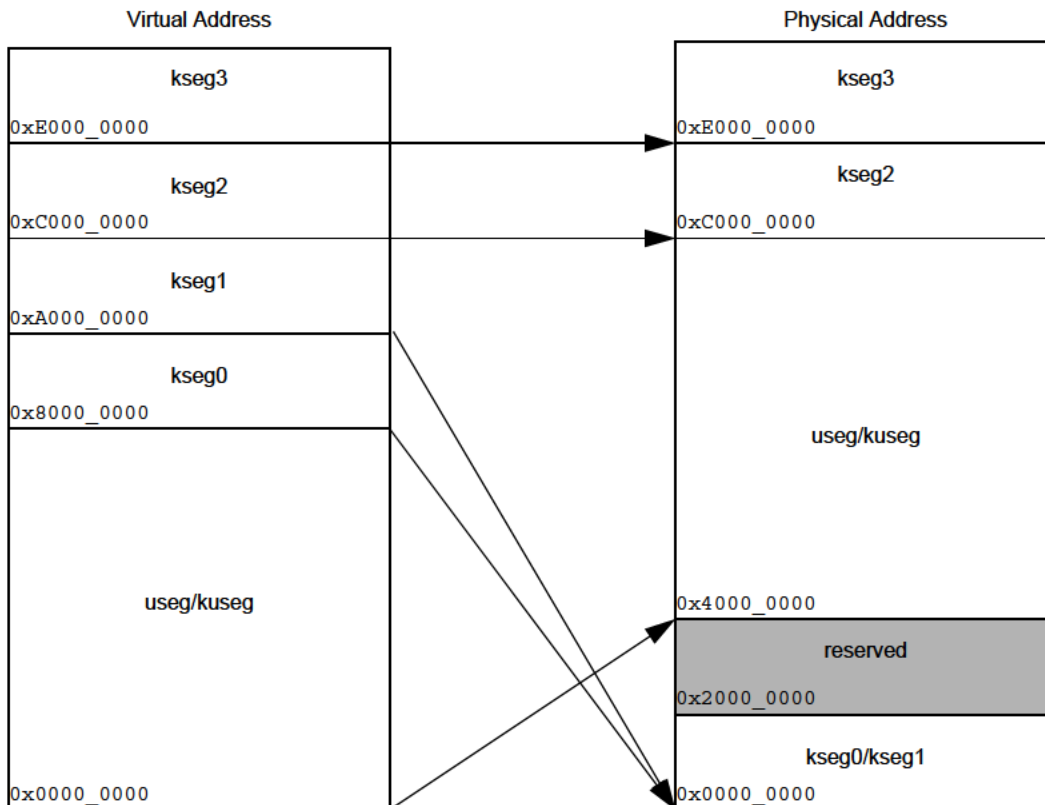 Virtual Address
Physical Address
kseg3
0xE000_0000
kseg2
0xC000_0000
kseg1
0xA000_0000
kseg0
0x8000_0000
useg/kuseg
0x0000_0000
kseg3
0xE000_0000
kseg2
0xC000_0000
useg/kuseg
0x4000_0000
reserved
0x2000_0000
kseg0/kseg1
0x0000_0000